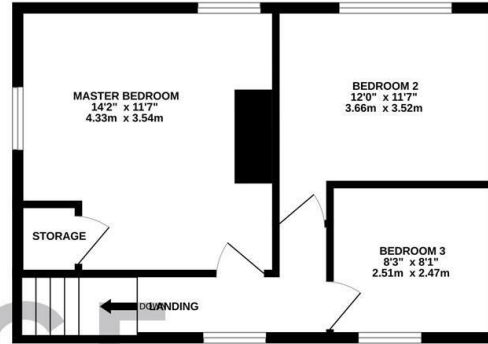 MASTER BEDROOM
14'2" x 11'7"
4.33m x 3.54m
BEDROOM 2
12'0" x 11'7"
3.66m x 3.52m
STORAGE
BEDROOM 3
8'3" x 8'1"
2.51m x 2.47m
DOWN
LANDING